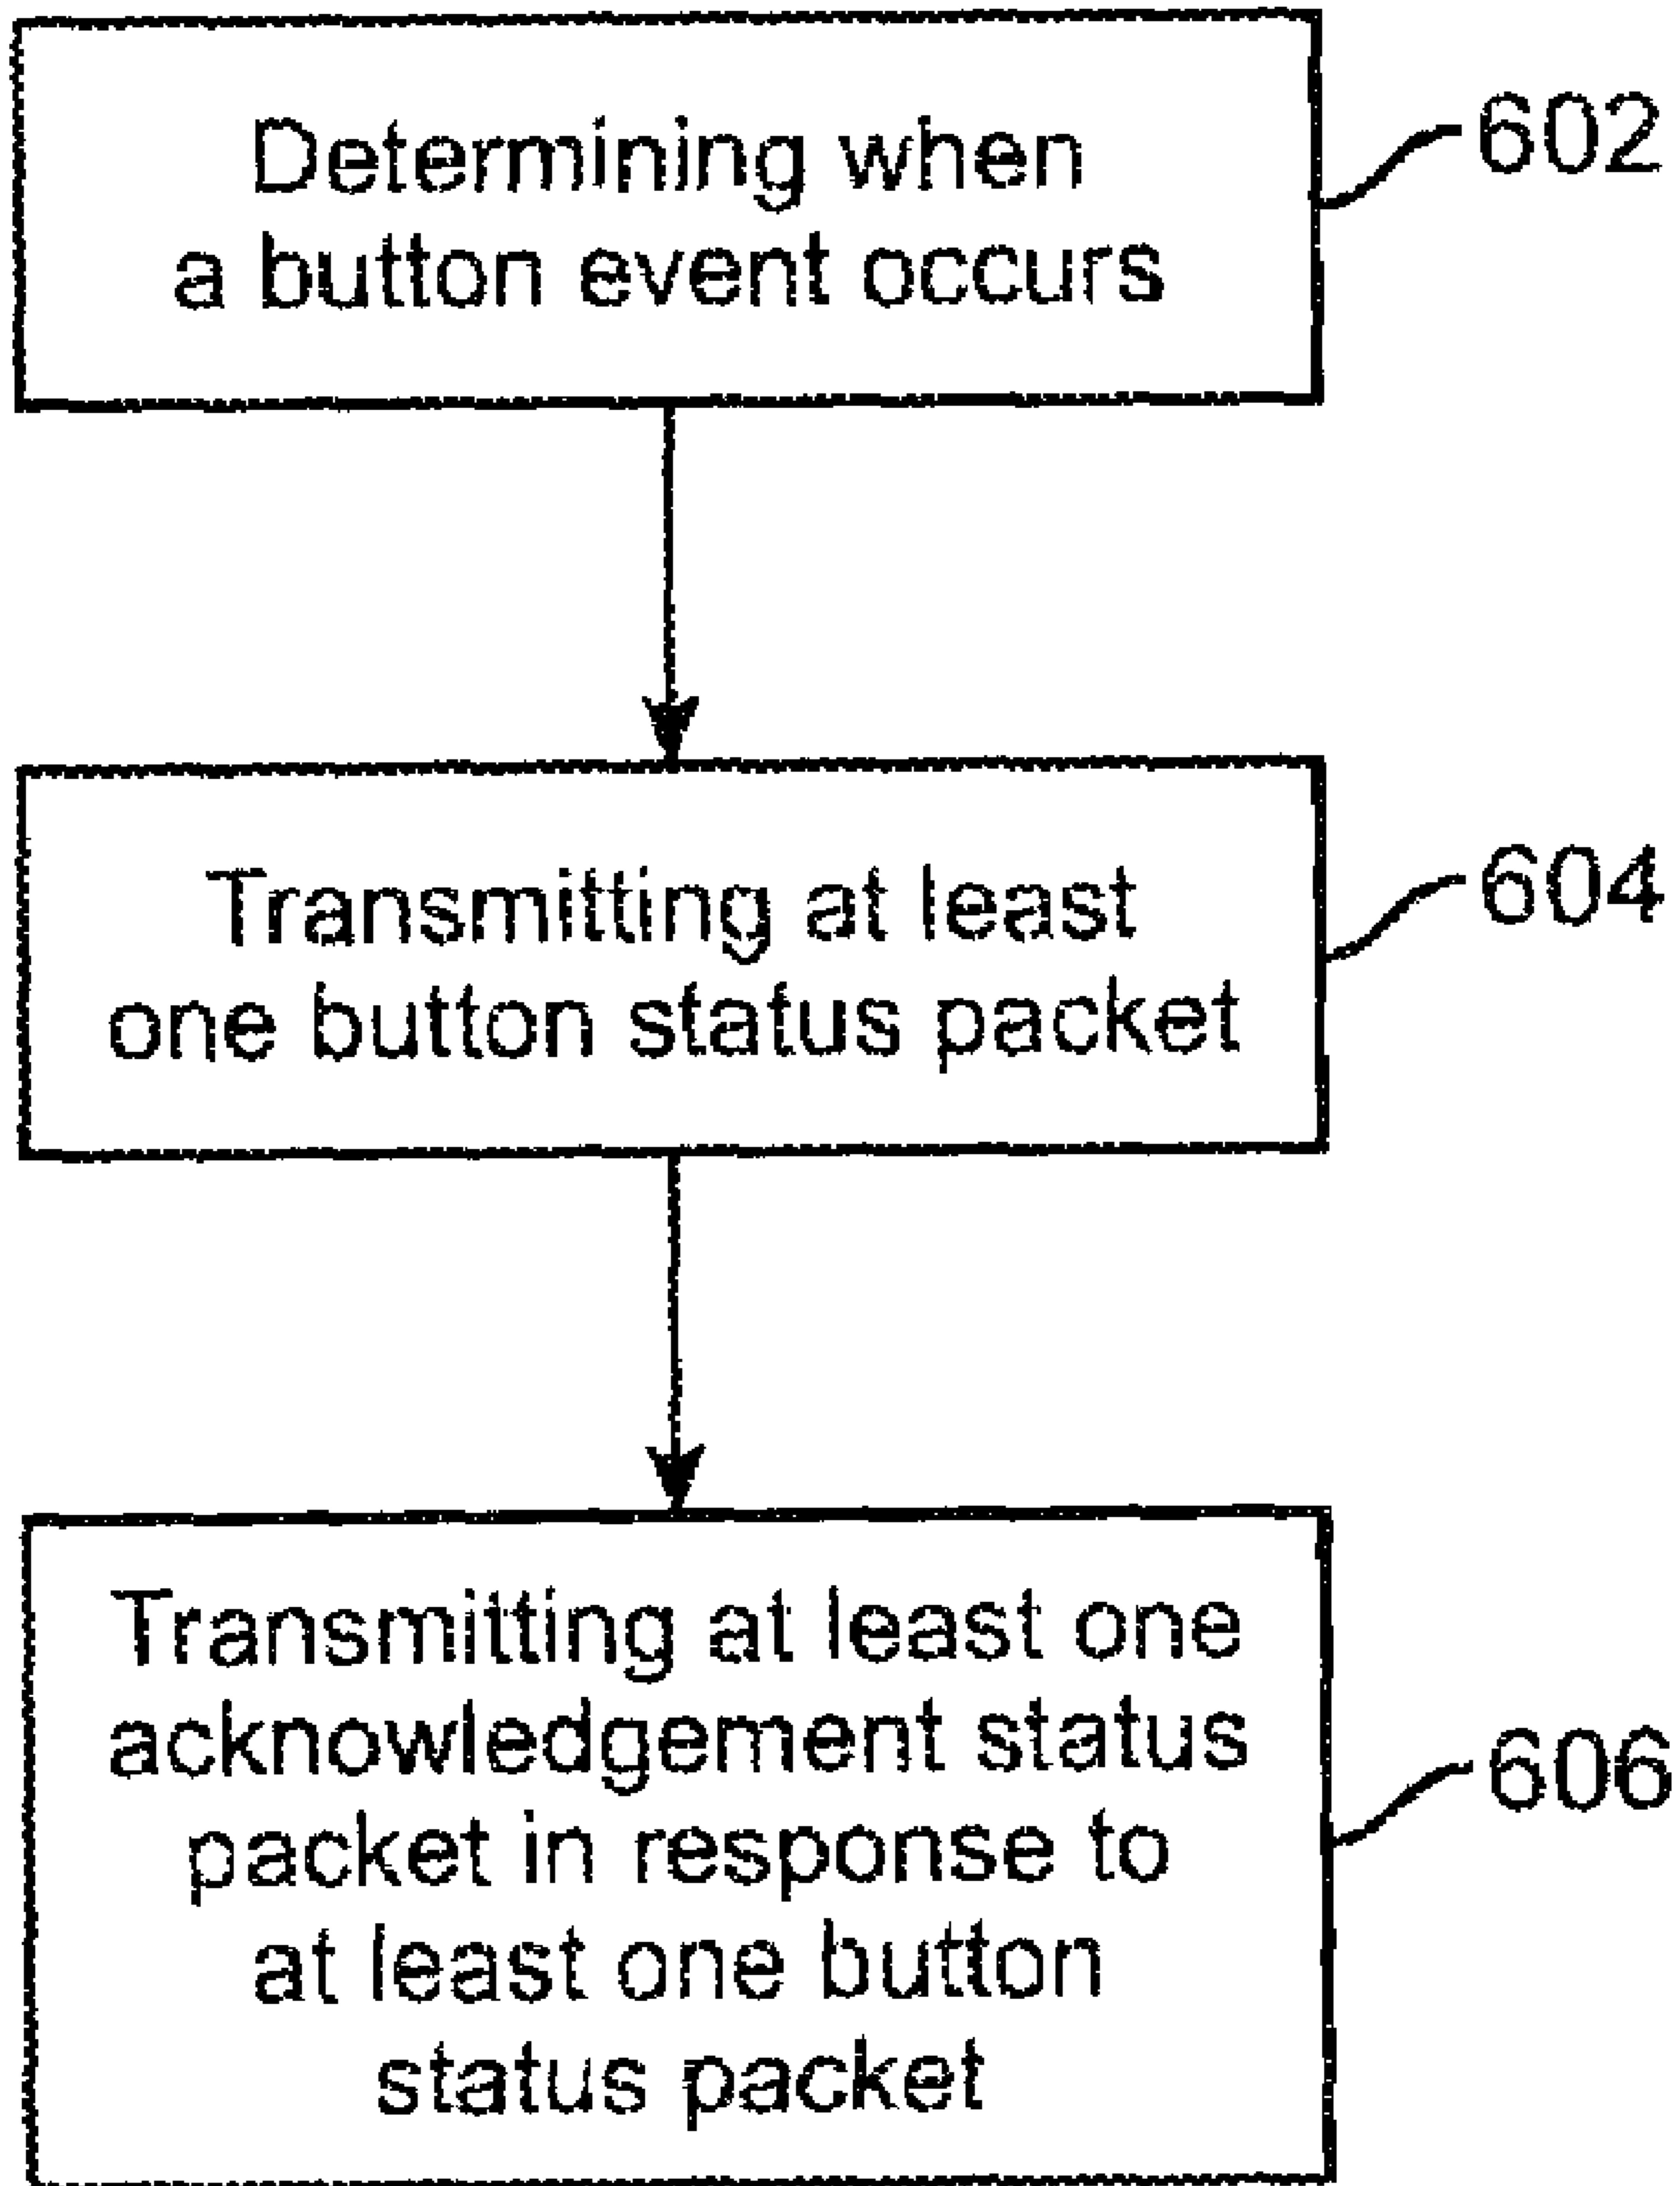 Determining when
a button event occurs
602
Transmitting at least
one button status packet
604
Transmitting at least one
acknowledgement status
packet in response to
at least one button
status packet
606